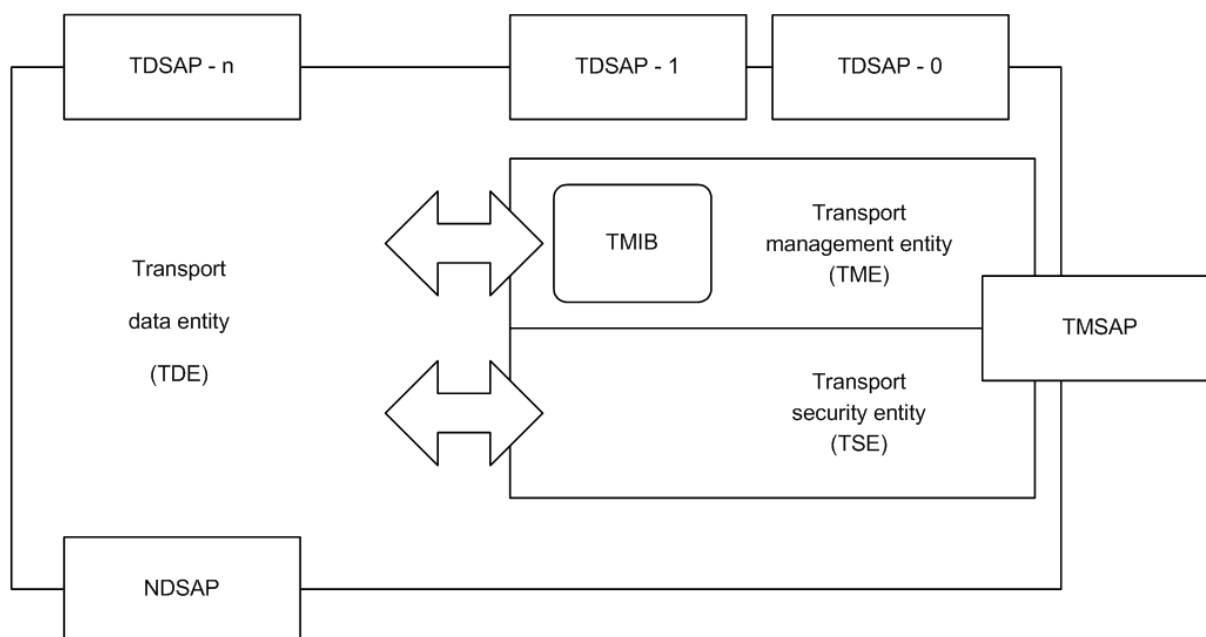 TDSAP - n
TDSAP - 1
TDSAP - 0
TMIB
Transport
management entity
(TME)
Transport
data entity
(TDE)
TMSAP
Transport
security entity
(TSE)
NDSAP